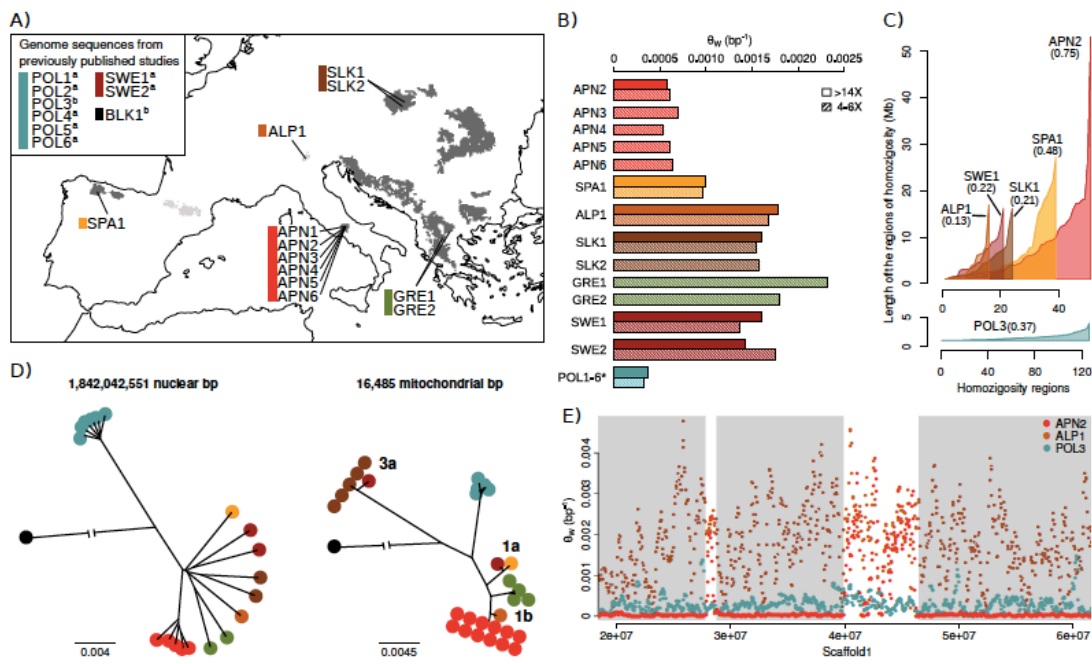 A)
Genome sequences from
previously published studies
POL1ᵃ
POL2ᵃ
POL3ᵇ
POL4ᵃ
POL5ᵃ
POL6ᵃ
SWE1ᵃ
SWE2ᵃ
BLK1ᵇ
SLK1
SLK2
ALP1
SPA1
APN1
APN2
APN3
APN4
APN5
APN6
GRE1
GRE2
B)
θw (bp⁻¹)
0 0.0005 0.0010 0.0015 0.0020 0.0025
>14X
4-6X
APN2
APN3
APN4
APN5
APN6
SPA1
ALP1
SLK1
SLK2
GRE1
GRE2
SWE1
SWE2
POL1-6*
C)
Length of the regions of homozigosity (Mb)
50
40
30
20
10
0
APN2
(0.75)
SPA1
(0.48)
SWE1
(0.22)
SLK1
(0.21)
ALP1
(0.13)
0 20 40
5
0
POL3(0.37)
0 40 80 120
Homozigosity regions
D)
1,842,042,551 nuclear bp
0.004
16,485 mitochondrial bp
3a
1a
1b
0.0045
E)
θw (bp⁻¹)
0.004
0.003
0.002
0.001
0
APN2
ALP1
POL3
2e+07 3e+07 4e+07 5e+07 6e+07
Scaffold1